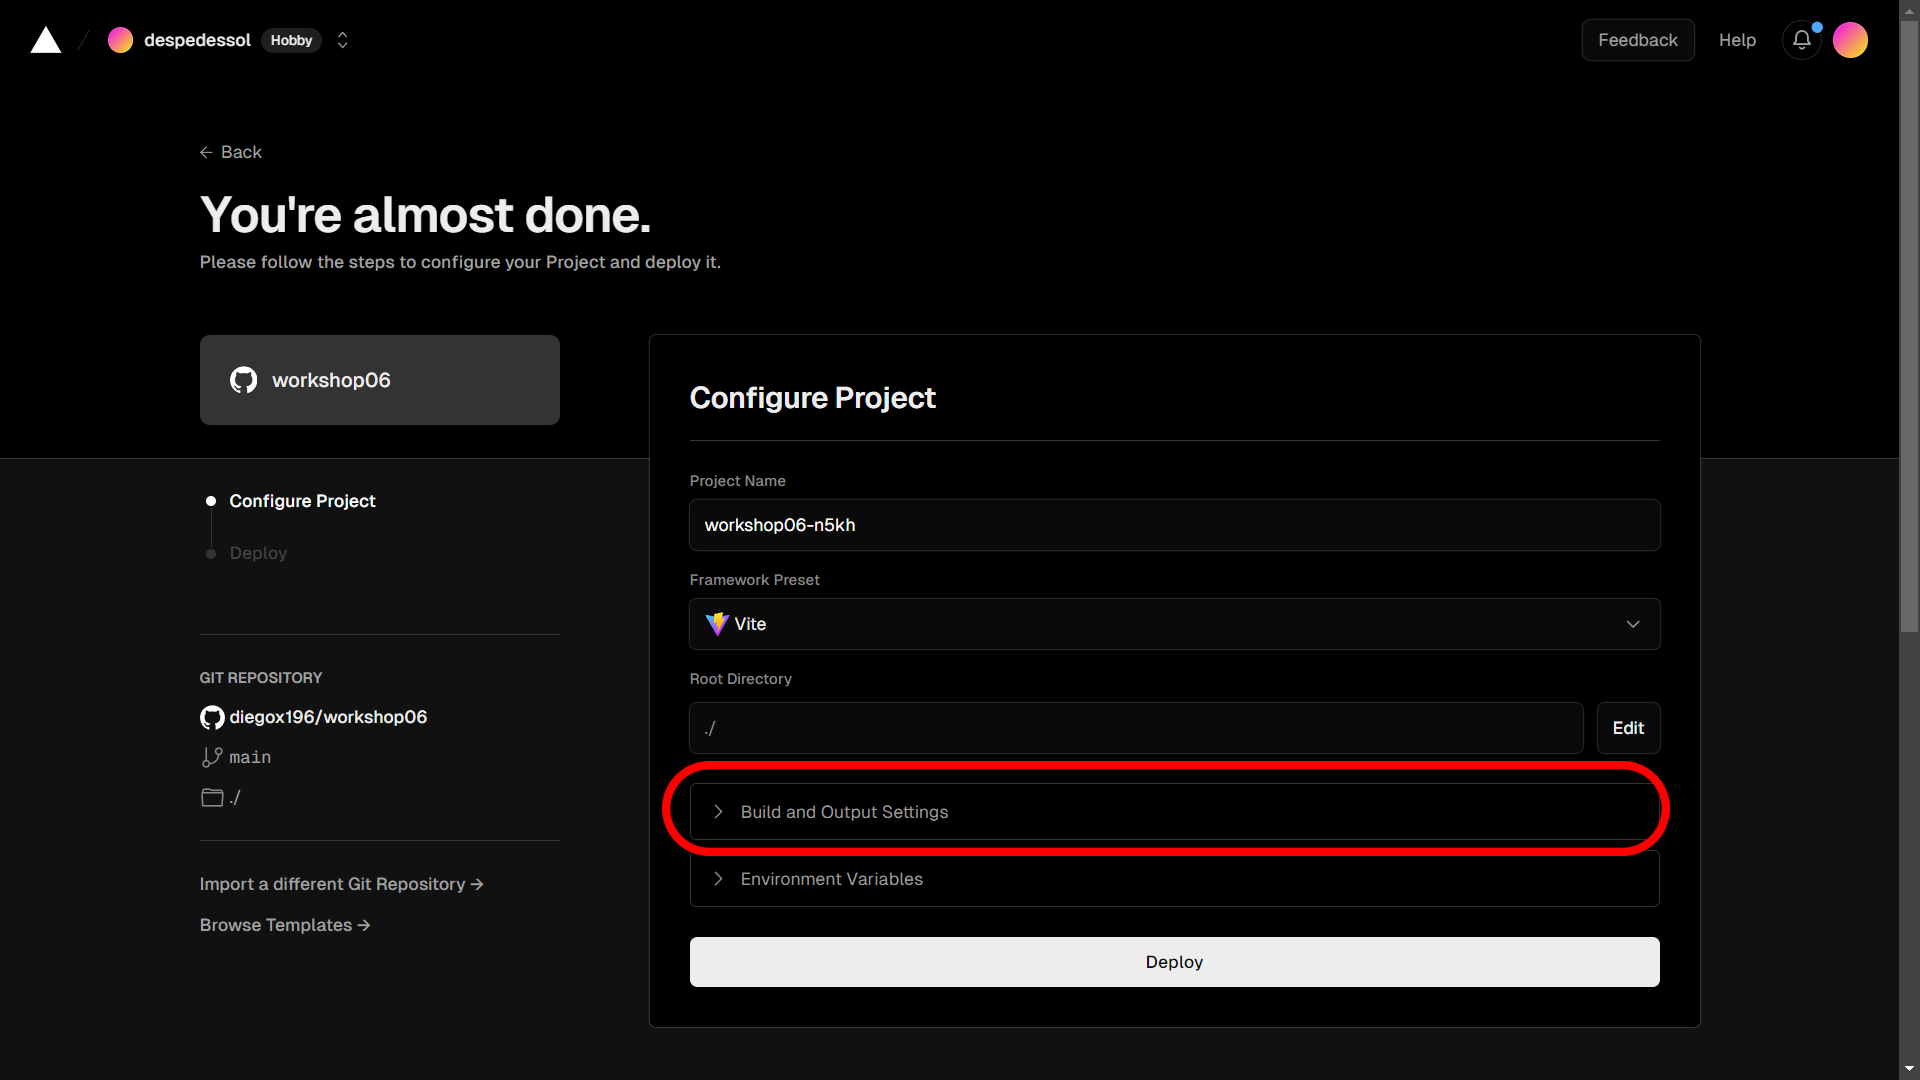 despedessol Hobby
Feedback Help
← Back
You're almost done.
Please follow the steps to configure your Project and deploy it.
workshop06
Configure Project
Deploy
GIT REPOSITORY
diegox196/workshop06
main
./
Import a different Git Repository →
Browse Templates →
Configure Project
Project Name
workshop06-n5kh
Framework Preset
Vite
Root Directory
./ Edit
Build and Output Settings
Environment Variables
Deploy